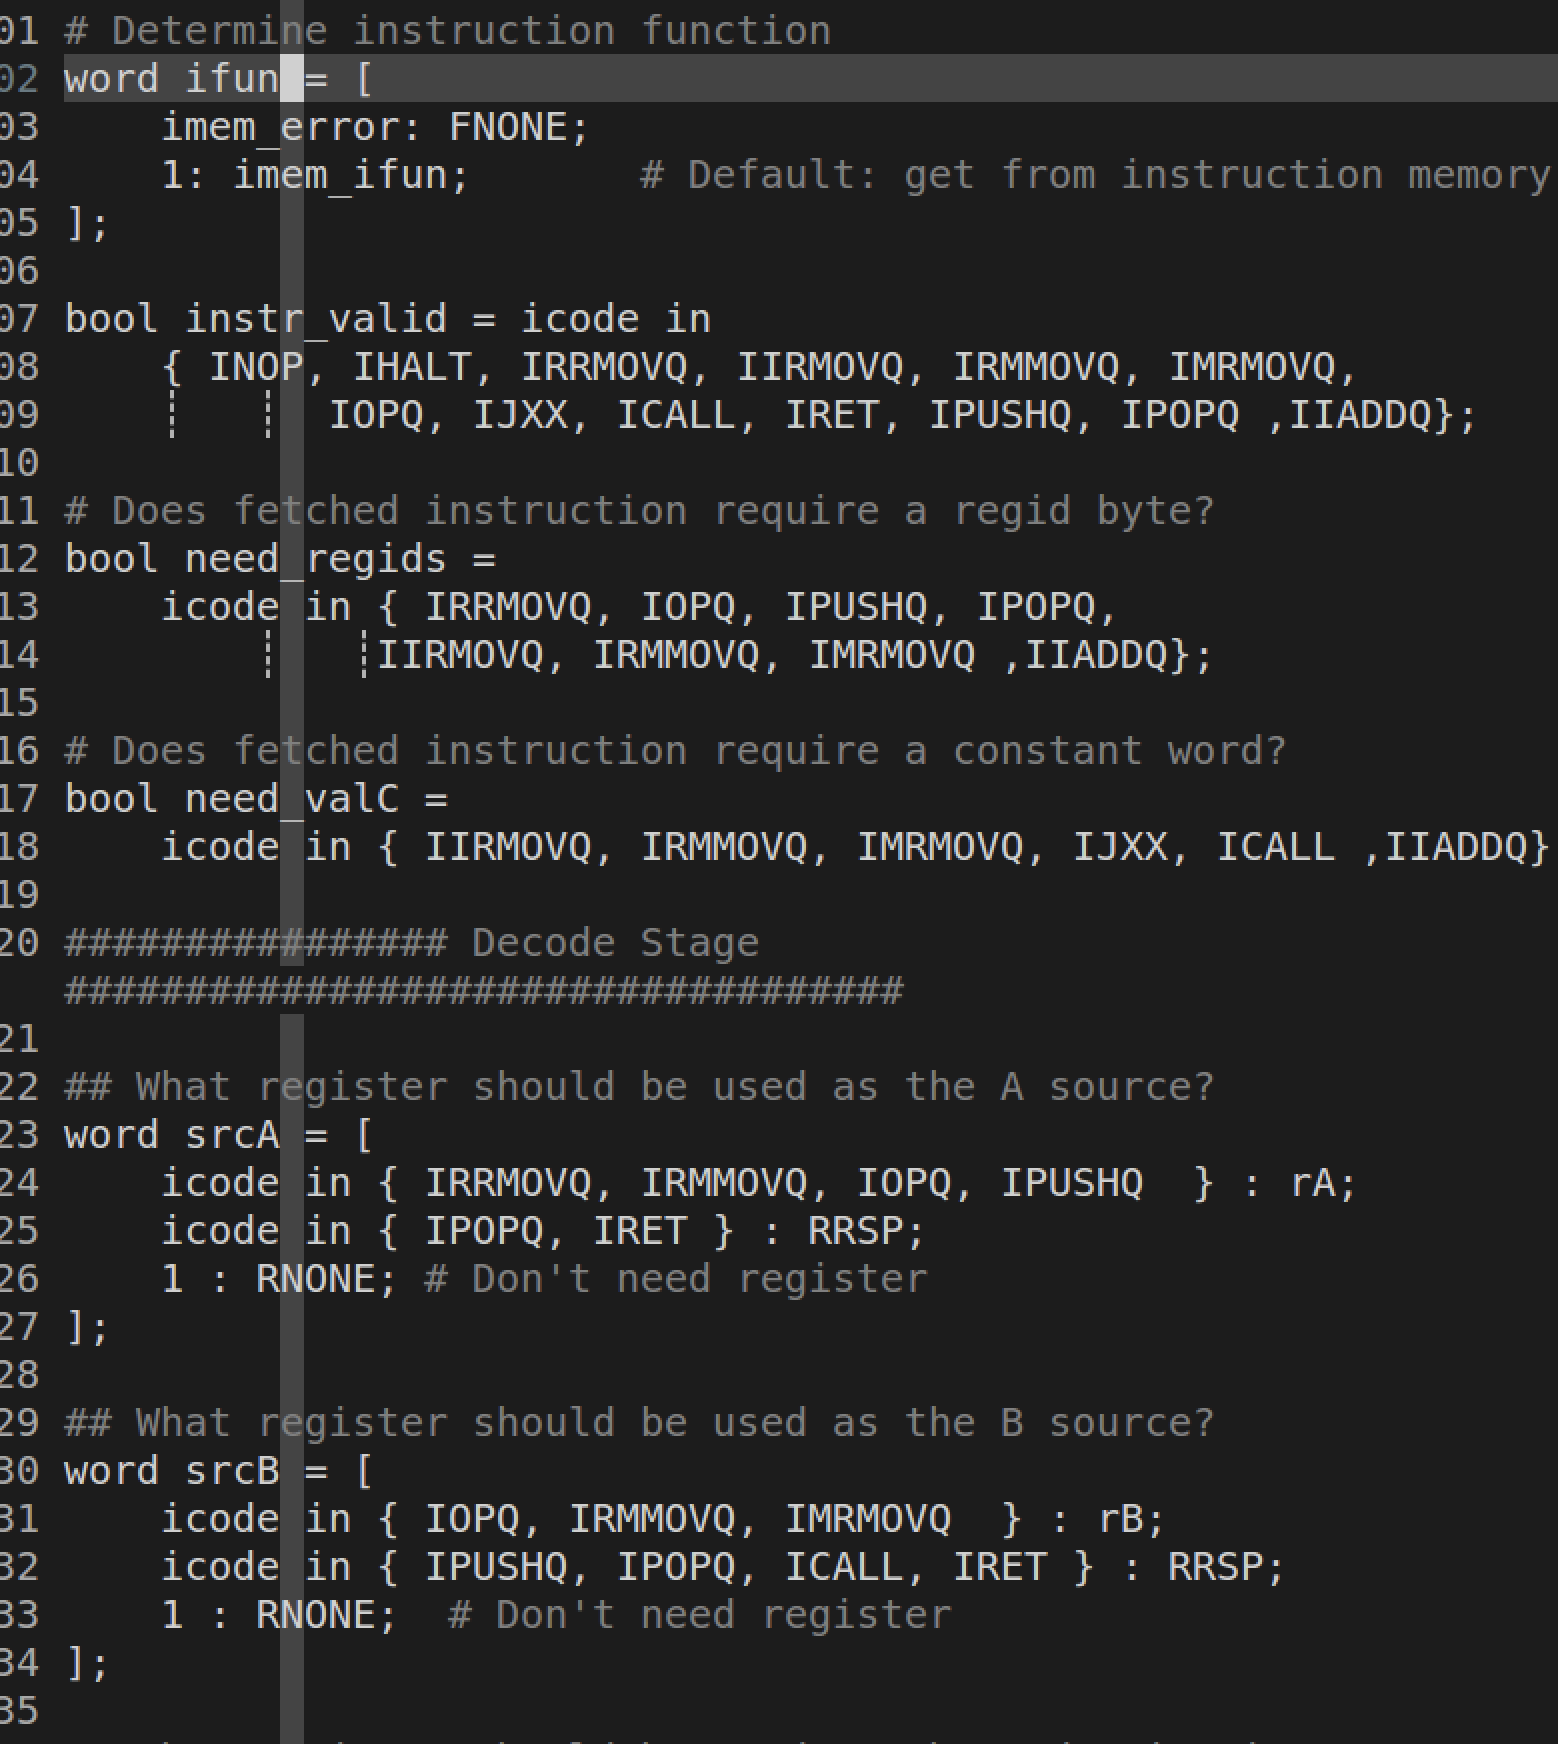 01 # Determine instruction function
02 word ifun = [
03     imem_error: FNONE;
04     1: imem_ifun;       # Default: get from instruction memory
05 ];
06
07 bool instr_valid = icode in
08     { INOP, IHALT, IRRMOVQ, IIRMOVQ, IRMMOVQ, IMRMOVQ,
09            IOPQ, IJXX, ICALL, IRET, IPUSHQ, IPOPQ ,IIADDQ};
10
11 # Does fetched instruction require a regid byte?
12 bool need_regids =
13     icode in { IRRMOVQ, IOPQ, IPUSHQ, IPOPQ,
14              IIRMOVQ, IRMMOVQ, IMRMOVQ ,IIADDQ};
15
16 # Does fetched instruction require a constant word?
17 bool need_valC =
18     icode in { IIRMOVQ, IRMMOVQ, IMRMOVQ, IJXX, ICALL ,IIADDQ}
19
20 ################ Decode Stage
###################################
21
22 ## What register should be used as the A source?
23 word srcA = [
24     icode in { IRRMOVQ, IRMMOVQ, IOPQ, IPUSHQ  } : rA;
25     icode in { IPOPQ, IRET } : RRSP;
26     1 : RNONE; # Don't need register
27 ];
28
29 ## What register should be used as the B source?
30 word srcB = [
31     icode in { IOPQ, IRMMOVQ, IMRMOVQ  } : rB;
32     icode in { IPUSHQ, IPOPQ, ICALL, IRET } : RRSP;
33     1 : RNONE;  # Don't need register
34 ];
35